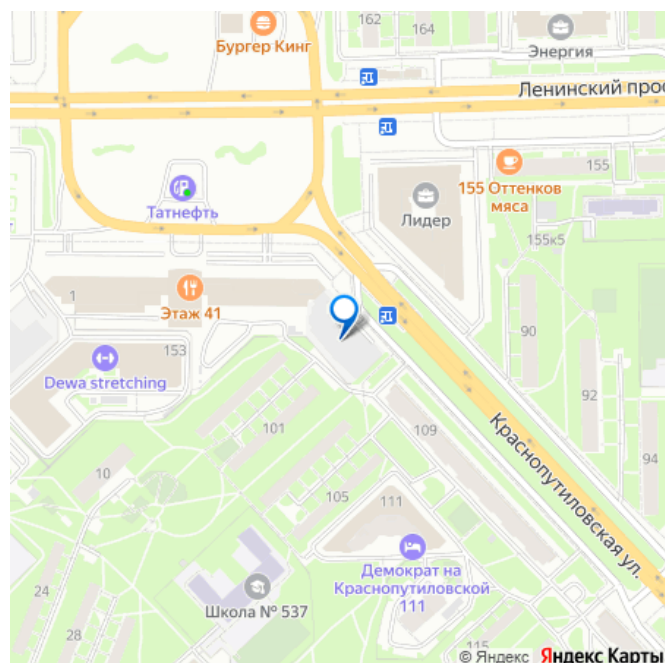 162
164
Бургер Кинг
Энергия
Ленинский прос
155 Оттенков
мяса
155
Лидер
Татнефть
155к5
1
Этаж 41
153
Dewa stretching
90
92
101
109
94
10
105
111
Краснопутиловская ул.
Демократ на
Краснопутиловской
111
Школа № 537
24
28
115
© Яндекс Яндекс Карты